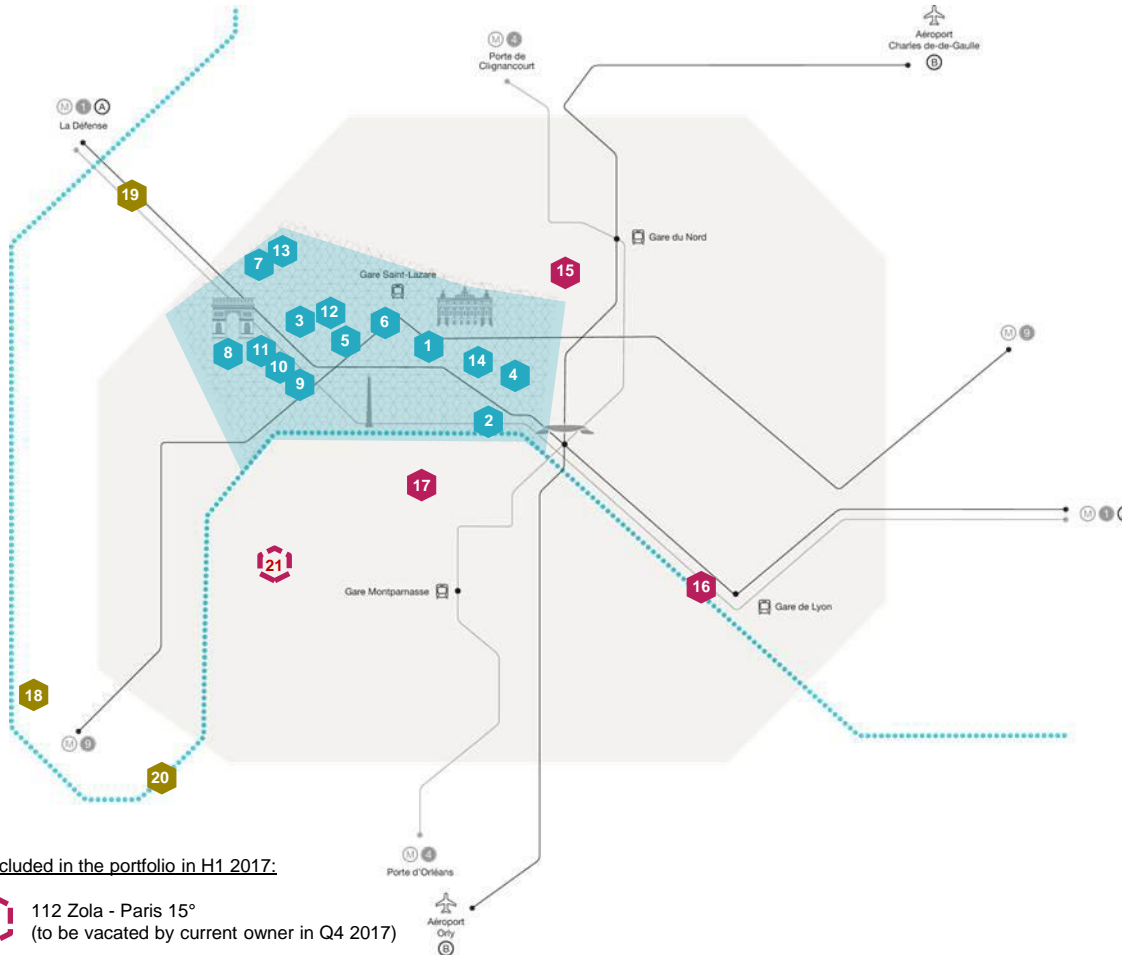 Aéroport
Charles de-de-Gaulle
B
M 4
Porte de
Clignancourt
M 1 A
La Défense
19
Gare du Nord
13
7
15
Gare Saint-Lazare
12
3
6
M 9
5
1
8
11
14
10
4
9
2
17
M 1
21
16
Gare Montparnasse
Gare de Lyon
18
M 9
20
M 4
Porte d'Orléans
cluded in the portfolio in H1 2017:
112 Zola - Paris 15°
(to be vacated by current owner in Q4 2017)
Aéroport
Orly
B